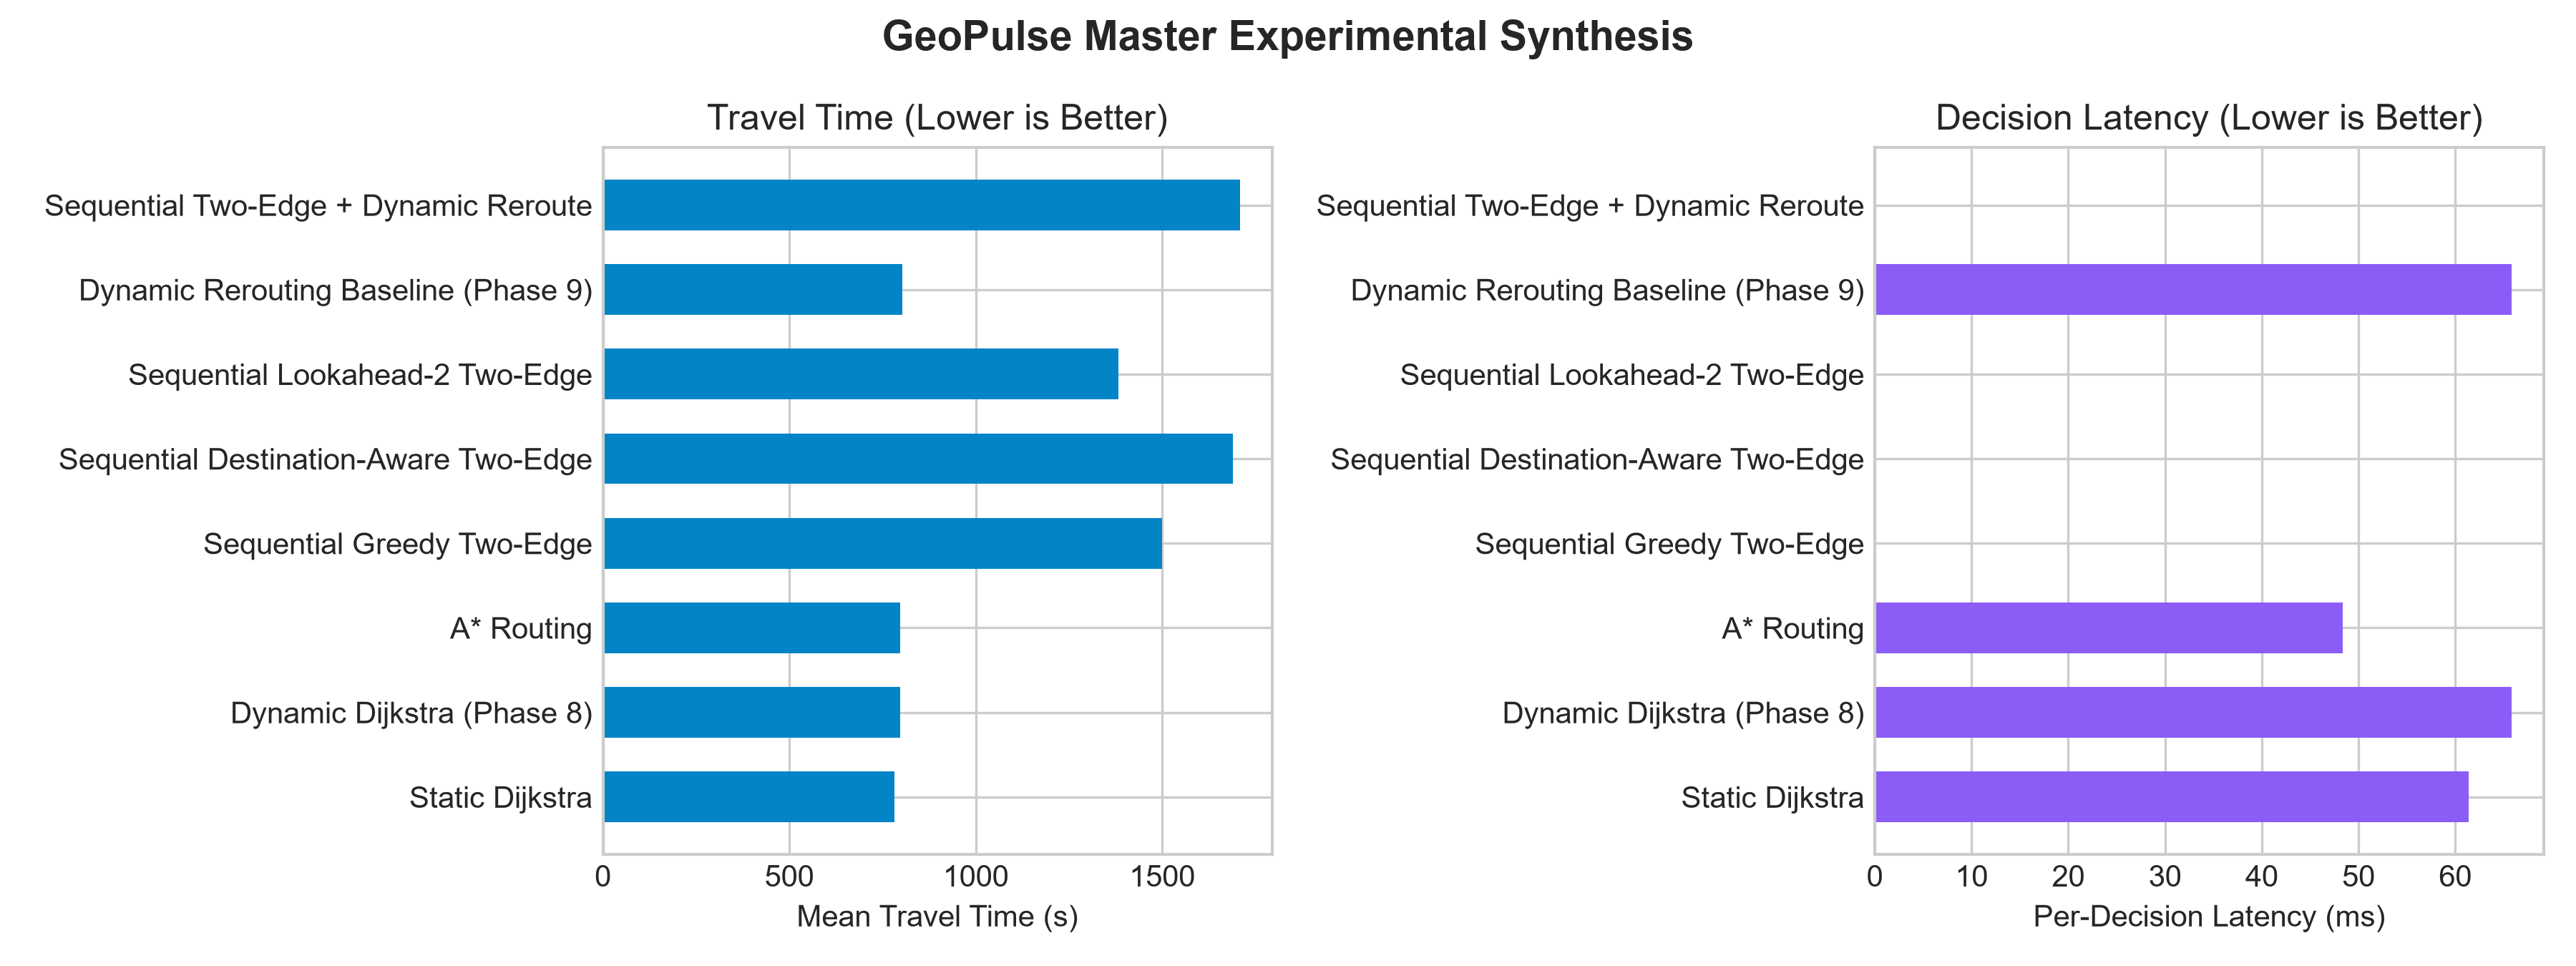 GeoPulse Master Experimental Synthesis
Travel Time (Lower is Better)
Sequential Two-Edge + Dynamic Reroute
Dynamic Rerouting Baseline (Phase 9)
Sequential Lookahead-2 Two-Edge
Sequential Destination-Aware Two-Edge
Sequential Greedy Two-Edge
A* Routing
Dynamic Dijkstra (Phase 8)
Static Dijkstra
0 500 1000 1500
Mean Travel Time (s)
Decision Latency (Lower is Better)
Sequential Two-Edge + Dynamic Reroute
Dynamic Rerouting Baseline (Phase 9)
Sequential Lookahead-2 Two-Edge
Sequential Destination-Aware Two-Edge
Sequential Greedy Two-Edge
A* Routing
Dynamic Dijkstra (Phase 8)
Static Dijkstra
0 10 20 30 40 50 60
Per-Decision Latency (ms)